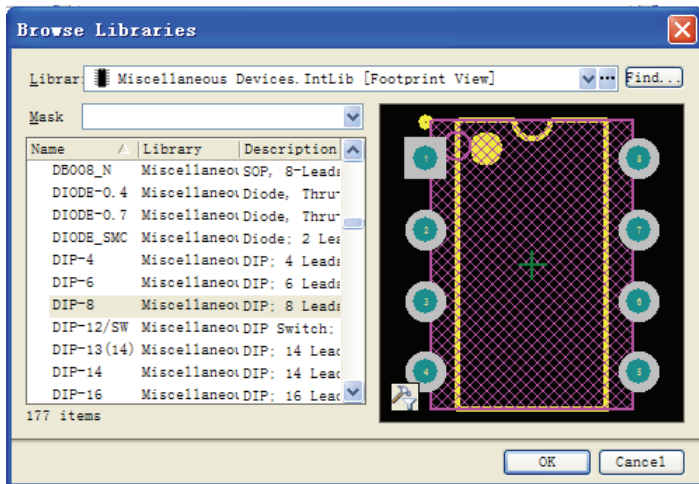 Browse Libraries
Librar: Miscellaneous Devices.IntLib [Footprint View] ... Find...
Mask
Name Library Description
DB008_N Miscellaneou SOP, 8-Leads
DIODE-0.4 Miscellaneou Diode, Thru-
DIODE-0.7 Miscellaneou Diode, Thru-
DIODE_SMC Miscellaneou Diode; 2 Lea
DIP-4 Miscellaneou DIP; 4 Leads
DIP-6 Miscellaneou DIP; 6 Leads
DIP-8 Miscellaneou DIP; 8 Leads
DIP-12/SW Miscellaneou DIP Switch;
DIP-13(14) Miscellaneou DIP; 14 Lead
DIP-14 Miscellaneou DIP; 14 Lead
DIP-16 Miscellaneou DIP; 16 Lead
177 items
1 8
2 7
3 6
4 5
OK Cancel